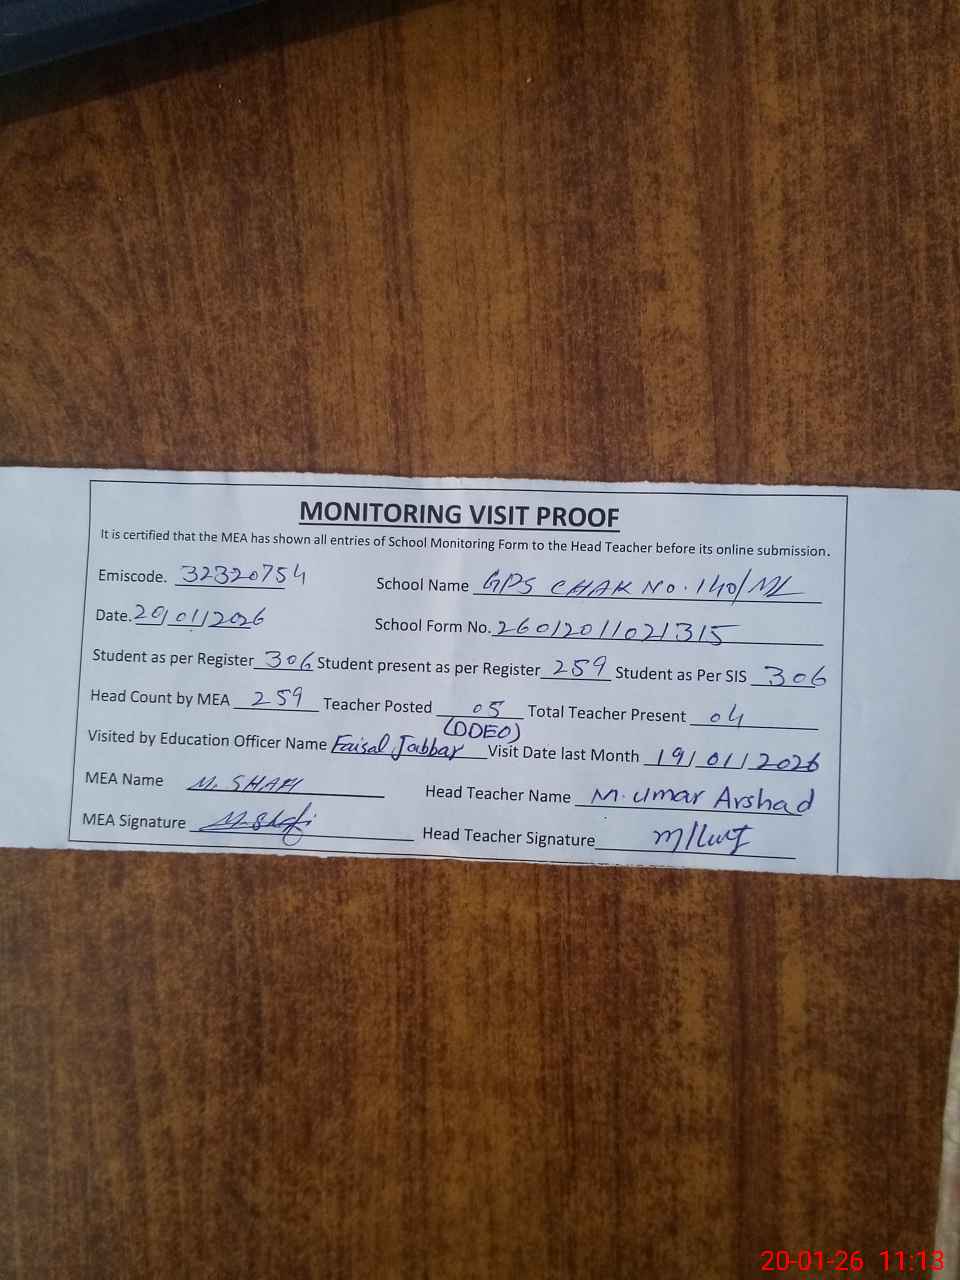 MONITORING VISIT PROOF
It is certified that the MEA has shown all entries of School Monitoring Form to the Head Teacher before its online submission.
Emiscode. 32320754 School Name GPS CHAK No. 140/ML
Date. 20/01/2026 School Form No. 26012011021315
Student as per Register 306 Student present as per Register 259 Student as Per SIS 306
Head Count by MEA 259 Teacher Posted 05 Total Teacher Present 04
(DDEO)
Visited by Education Officer Name Faisal Jabbar Visit Date last Month 19/01/2026
MEA Name M. SHAFI Head Teacher Name M. Umar Arshad
MEA Signature M. Shafi Head Teacher Signature
20-01-26 11:13